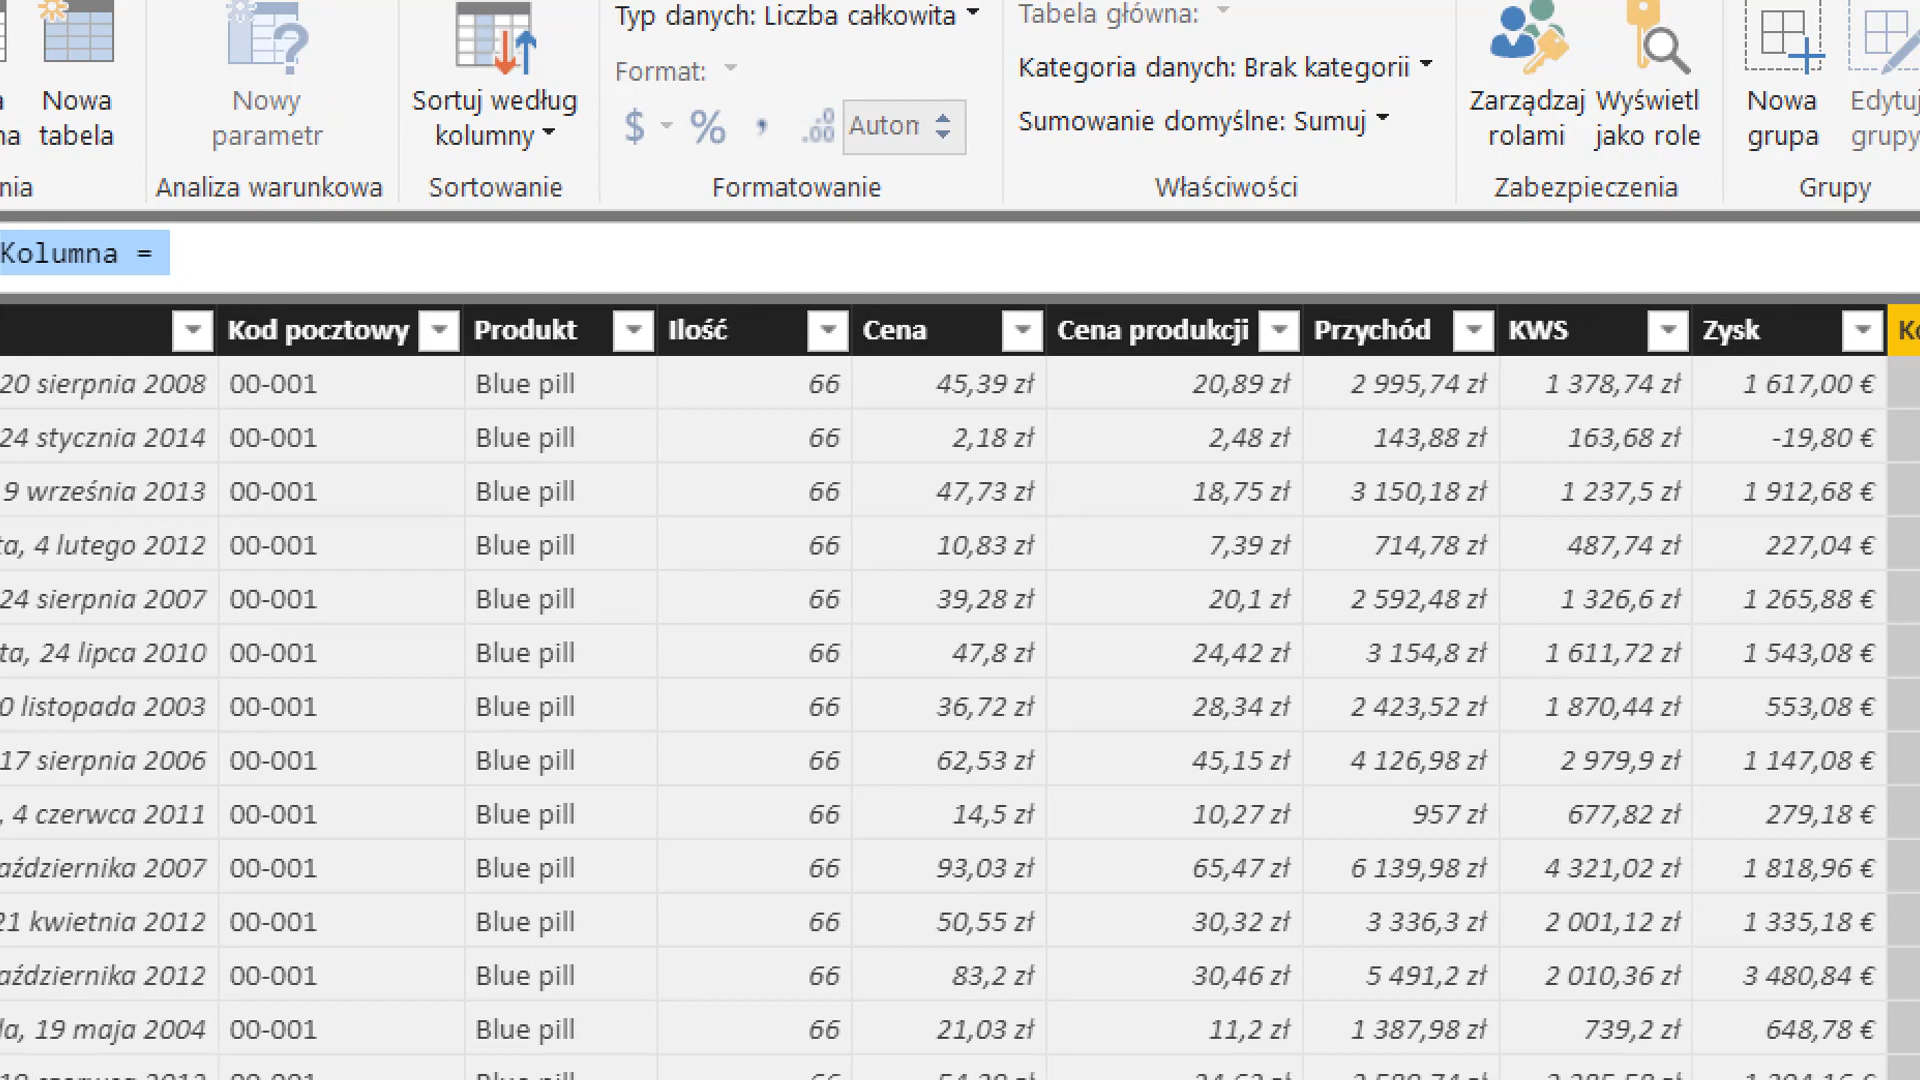 Typ danych: Liczba całkowita
Tabela główna:
Format:
Kategoria danych: Brak kategorii
Nowa tabela
Nowy parametr
Sortuj według kolumny
$ % , .0 .00 Autom
Sumowanie domyślne: Sumuj
Zarządzaj rolami
Wyświetl jako role
Nowa grupa
Edytuj grupy
Analiza warunkowa
Sortowanie
Formatowanie
Właściwości
Zabezpieczenia
Grupy
Kolumna =
Kod pocztowy Produkt Ilość Cena Cena produkcji Przychód KWS Zysk
20 sierpnia 2008 00-001 Blue pill 66 45,39 zł 20,89 zł 2 995,74 zł 1 378,74 zł 1 617,00 €
24 stycznia 2014 00-001 Blue pill 66 2,18 zł 2,48 zł 143,88 zł 163,68 zł -19,80 €
9 września 2013 00-001 Blue pill 66 47,73 zł 18,75 zł 3 150,18 zł 1 237,5 zł 1 912,68 €
ta, 4 lutego 2012 00-001 Blue pill 66 10,83 zł 7,39 zł 714,78 zł 487,74 zł 227,04 €
24 sierpnia 2007 00-001 Blue pill 66 39,28 zł 20,1 zł 2 592,48 zł 1 326,6 zł 1 265,88 €
ta, 24 lipca 2010 00-001 Blue pill 66 47,8 zł 24,42 zł 3 154,8 zł 1 611,72 zł 1 543,08 €
0 listopada 2003 00-001 Blue pill 66 36,72 zł 28,34 zł 2 423,52 zł 1 870,44 zł 553,08 €
17 sierpnia 2006 00-001 Blue pill 66 62,53 zł 45,15 zł 4 126,98 zł 2 979,9 zł 1 147,08 €
, 4 czerwca 2011 00-001 Blue pill 66 14,5 zł 10,27 zł 957 zł 677,82 zł 279,18 €
aździernika 2007 00-001 Blue pill 66 93,03 zł 65,47 zł 6 139,98 zł 4 321,02 zł 1 818,96 €
21 kwietnia 2012 00-001 Blue pill 66 50,55 zł 30,32 zł 3 336,3 zł 2 001,12 zł 1 335,18 €
aździernika 2012 00-001 Blue pill 66 83,2 zł 30,46 zł 5 491,2 zł 2 010,36 zł 3 480,84 €
la, 19 maja 2004 00-001 Blue pill 66 21,03 zł 11,2 zł 1 387,98 zł 739,2 zł 648,78 €